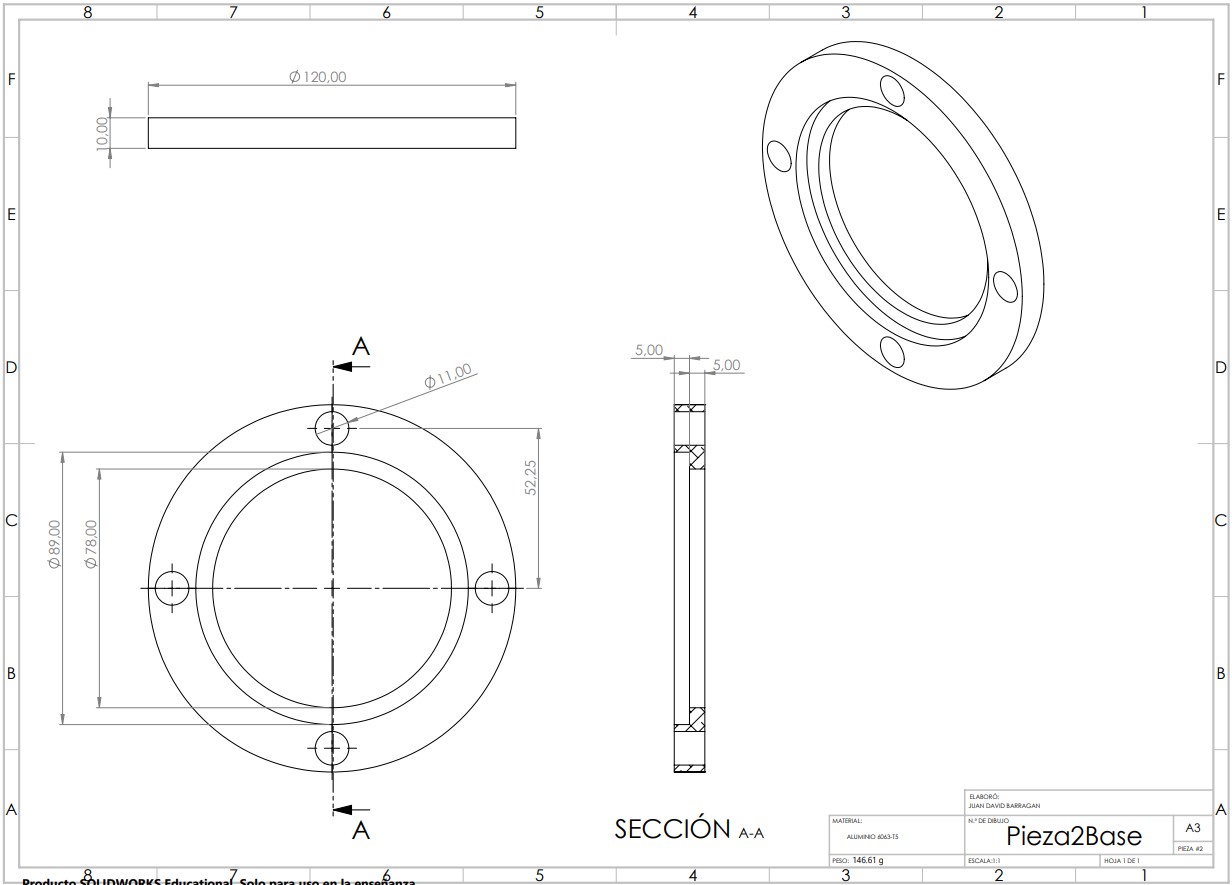 8 7 6 5 4 3 2 1
F F
E E
D D
C C
B B
A A
Ø120,00
10,00
A
Ø11,00
52,25
Ø89,00
Ø78,00
A
5,00
5,00
SECCIÓN A-A
ELABORÓ:
JUAN DAVID BARRAGAN
MATERIAL:
ALUMINIO 6063-T5
N.º DE DIBUJO
Pieza2Base
A3
PIEZA #2
PESO: 146.61 g
ESCALA:1:1
HOJA 1 DE 1
8 7 6 5 4 3 2 1
Producto SOLIDWORKS Educational. Solo para uso en la enseñanza.